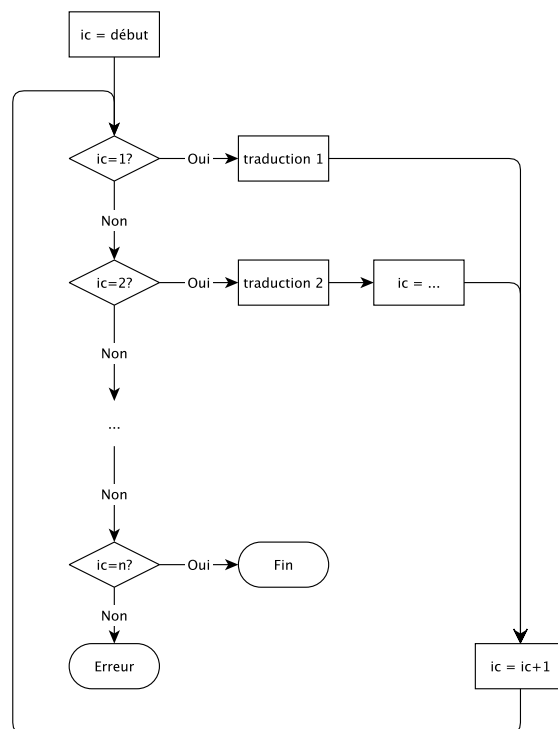 ic = début
ic=1?
Oui
traduction 1
Non
ic=2?
Oui
traduction 2
ic = ...
Non
...
Non
ic=n?
Oui
Fin
Non
Erreur
ic = ic+1